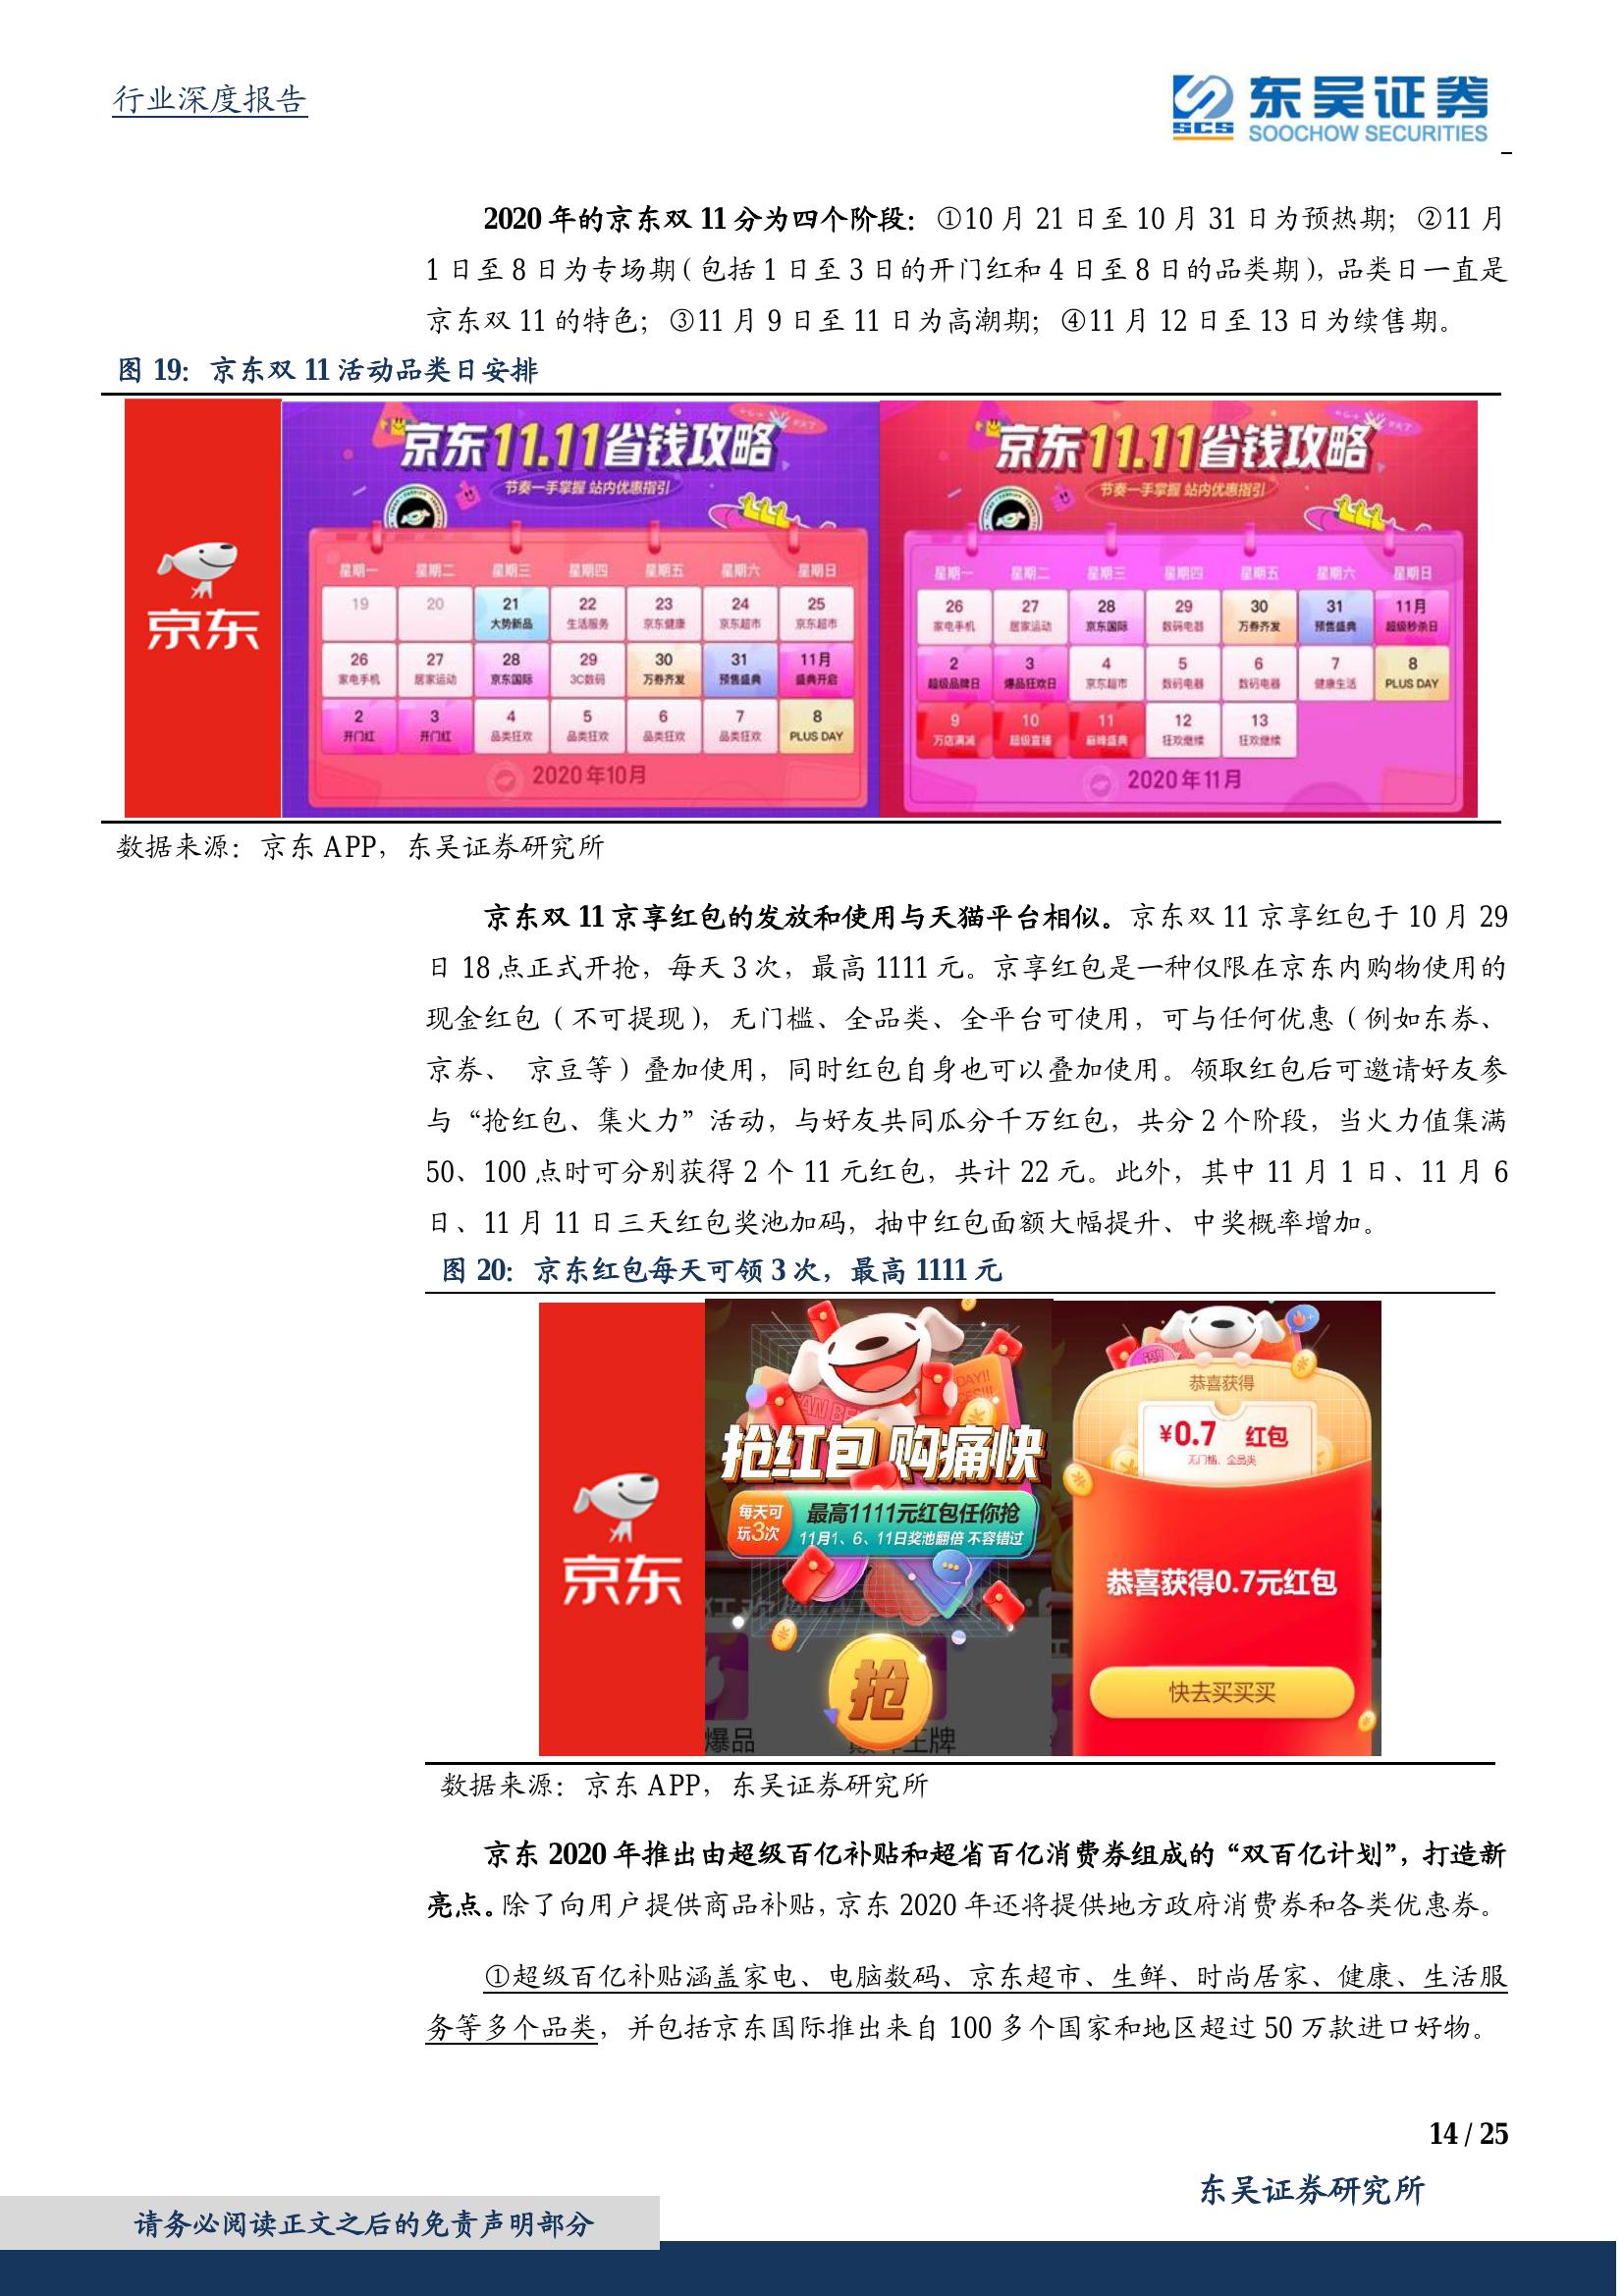 行业深度报告
东吴证券
SCS
SOOCHOW SECURITIES
2020 年的京东双 11 分为四个阶段：①10 月 21 日至 10 月 31 日为预热期；②11 月
1 日至 8 日为专场期（包括 1 日至 3 日的开门红和 4 日至 8 日的品类期），品类日一直是
京东双 11 的特色；③11 月 9 日至 11 日为高潮期；④11 月 12 日至 13 日为续售期。
图 19：京东双 11 活动品类日安排
京东
京东11.11省钱攻略
节奏一手掌握 站内优惠指引
星期一 星期二 星期三 星期四 星期五 星期六 星期日
19 20 21 22 23 24 25
大势新品 生活服务 京东健康 京东超市 京东超市
26 27 28 29 30 31 11月
家电手机 居家运动 京东国际 3C数码 万券齐发 预售盛典 盛典开启
2 3 4 5 6 7 8
开门红 开门红 品类狂欢 品类狂欢 品类狂欢 品类狂欢 PLUS DAY
2020年10月
京东11.11省钱攻略
节奏一手掌握 站内优惠指引
星期一 星期二 星期三 星期四 星期五 星期六 星期日
26 27 28 29 30 31 11月
家电手机 居家运动 京东国际 数码电器 万券齐发 预售盛典 超级秒杀日
2 3 4 5 6 7 8
超级品牌日 爆品狂欢日 京东超市 数码电器 数码电器 健康生活 PLUS DAY
9 10 11 12 13
万店满减 超级直播 巅峰盛典 狂欢继续 狂欢继续
2020年11月
数据来源：京东 APP，东吴证券研究所
京东双 11 京享红包的发放和使用与天猫平台相似。京东双 11 京享红包于 10 月 29
日 18 点正式开抢，每天 3 次，最高 1111 元。京享红包是一种仅限在京东内购物使用的
现金红包（不可提现），无门槛、全品类、全平台可使用，可与任何优惠（例如东券、
京券、 京豆等）叠加使用，同时红包自身也可以叠加使用。领取红包后可邀请好友参
与“抢红包、集火力”活动，与好友共同瓜分千万红包，共分 2 个阶段，当火力值集满
50、100 点时可分别获得 2 个 11 元红包，共计 22 元。此外，其中 11 月 1 日、11 月 6
日、11 月 11 日三天红包奖池加码，抽中红包面额大幅提升、中奖概率增加。
图 20：京东红包每天可领 3 次，最高 1111 元
京东
抢红包 购痛快
每天可
玩3次
最高1111元红包任你抢
11月1、6、11日奖池翻倍 不容错过
抢
爆品
王牌
恭喜获得
¥0.7 红包
无门槛、全品类
恭喜获得0.7元红包
快去买买买
数据来源：京东 APP，东吴证券研究所
京东 2020 年推出由超级百亿补贴和超省百亿消费券组成的“双百亿计划”，打造新
亮点。除了向用户提供商品补贴，京东 2020 年还将提供地方政府消费券和各类优惠券。
①超级百亿补贴涵盖家电、电脑数码、京东超市、生鲜、时尚居家、健康、生活服
务等多个品类，并包括京东国际推出来自 100 多个国家和地区超过 50 万款进口好物。
14 / 25
东吴证券研究所
请务必阅读正文之后的免责声明部分